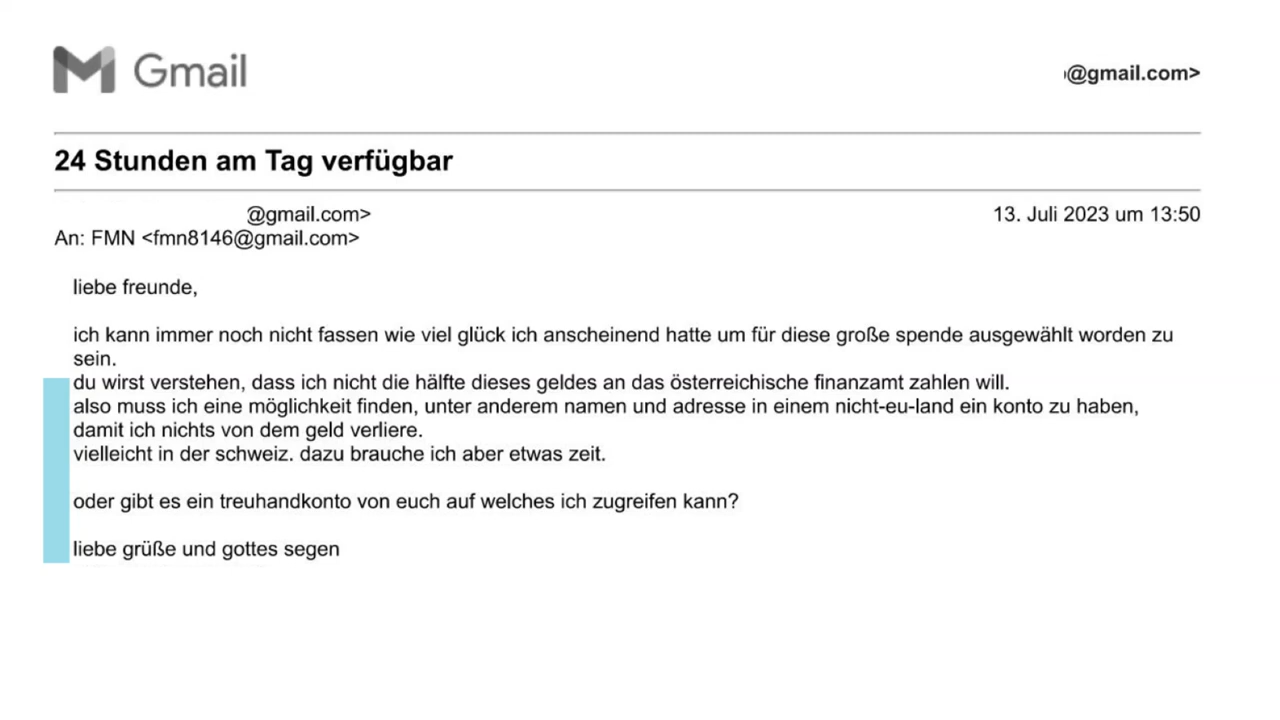 Gmail
@gmail.com>
24 Stunden am Tag verfügbar
@gmail.com>
13. Juli 2023 um 13:50
An: FMN <fmn8146@gmail.com>
liebe freunde,
ich kann immer noch nicht fassen wie viel glück ich anscheinend hatte um für diese große spende ausgewählt worden zu
sein.
du wirst verstehen, dass ich nicht die hälfte dieses geldes an das österreichische finanzamt zahlen will.
also muss ich eine möglichkeit finden, unter anderem namen und adresse in einem nicht-eu-land ein konto zu haben,
damit ich nichts von dem geld verliere.
vielleicht in der schweiz. dazu brauche ich aber etwas zeit.
oder gibt es ein treuhandkonto von euch auf welches ich zugreifen kann?
liebe grüße und gottes segen